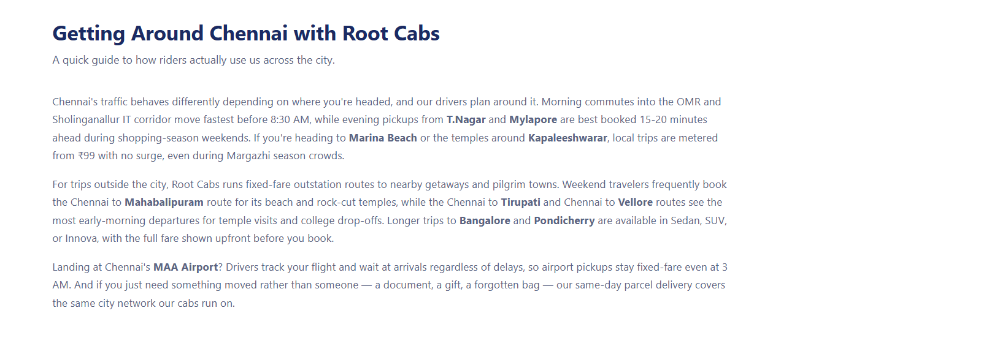 Getting Around Chennai with Root Cabs
A quick guide to how riders actually use us across the city.
Chennai's traffic behaves differently depending on where you're headed, and our drivers plan around it. Morning commutes into the OMR and
Sholinganallur IT corridor move fastest before 8:30 AM, while evening pickups from T.Nagar and Mylapore are best booked 15-20 minutes
ahead during shopping-season weekends. If you're heading to Marina Beach or the temples around Kapaleeshwarar, local trips are metered
from ₹99 with no surge, even during Margazhi season crowds.
For trips outside the city, Root Cabs runs fixed-fare outstation routes to nearby getaways and pilgrim towns. Weekend travelers frequently book
the Chennai to Mahabalipuram route for its beach and rock-cut temples, while the Chennai to Tirupati and Chennai to Vellore routes see the
most early-morning departures for temple visits and college drop-offs. Longer trips to Bangalore and Pondicherry are available in Sedan, SUV,
or Innova, with the full fare shown upfront before you book.
Landing at Chennai's MAA Airport? Drivers track your flight and wait at arrivals regardless of delays, so airport pickups stay fixed-fare even at 3
AM. And if you just need something moved rather than someone — a document, a gift, a forgotten bag — our same-day parcel delivery covers
the same city network our cabs run on.